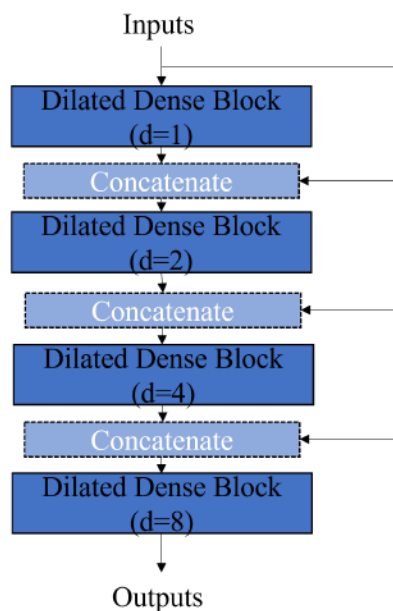 Inputs
Dilated Dense Block
(d=1)
Concatenate
Dilated Dense Block
(d=2)
Concatenate
Dilated Dense Block
(d=4)
Concatenate
Dilated Dense Block
(d=8)
Outputs